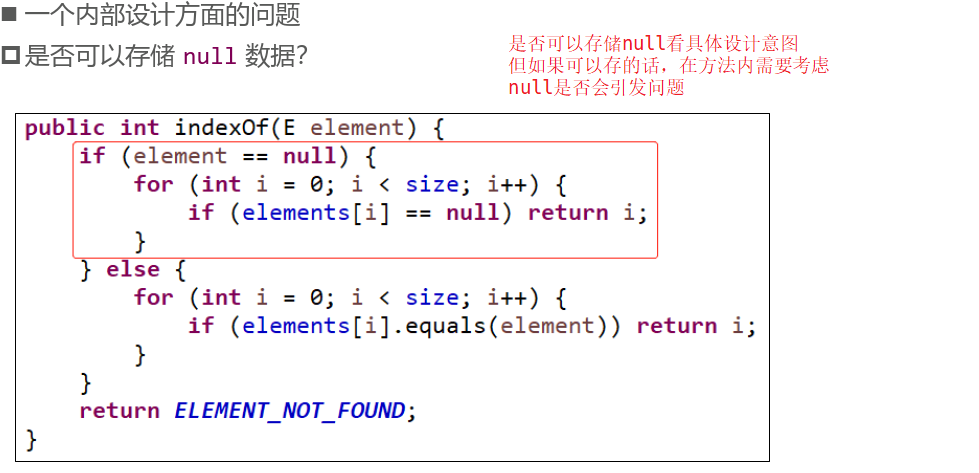 一个内部设计方面的问题
是否可以存储 null 数据?
是否可以存储null看具体设计意图
但如果可以存的话，在方法内需要考虑
null是否会引发问题
public int indexOf(E element) {
if (element == null) {
for (int i = 0; i < size; i++) {
if (elements[i] == null) return i;
}
} else {
for (int i = 0; i < size; i++) {
if (elements[i].equals(element)) return i;
}
}
return ELEMENT_NOT_FOUND;
}